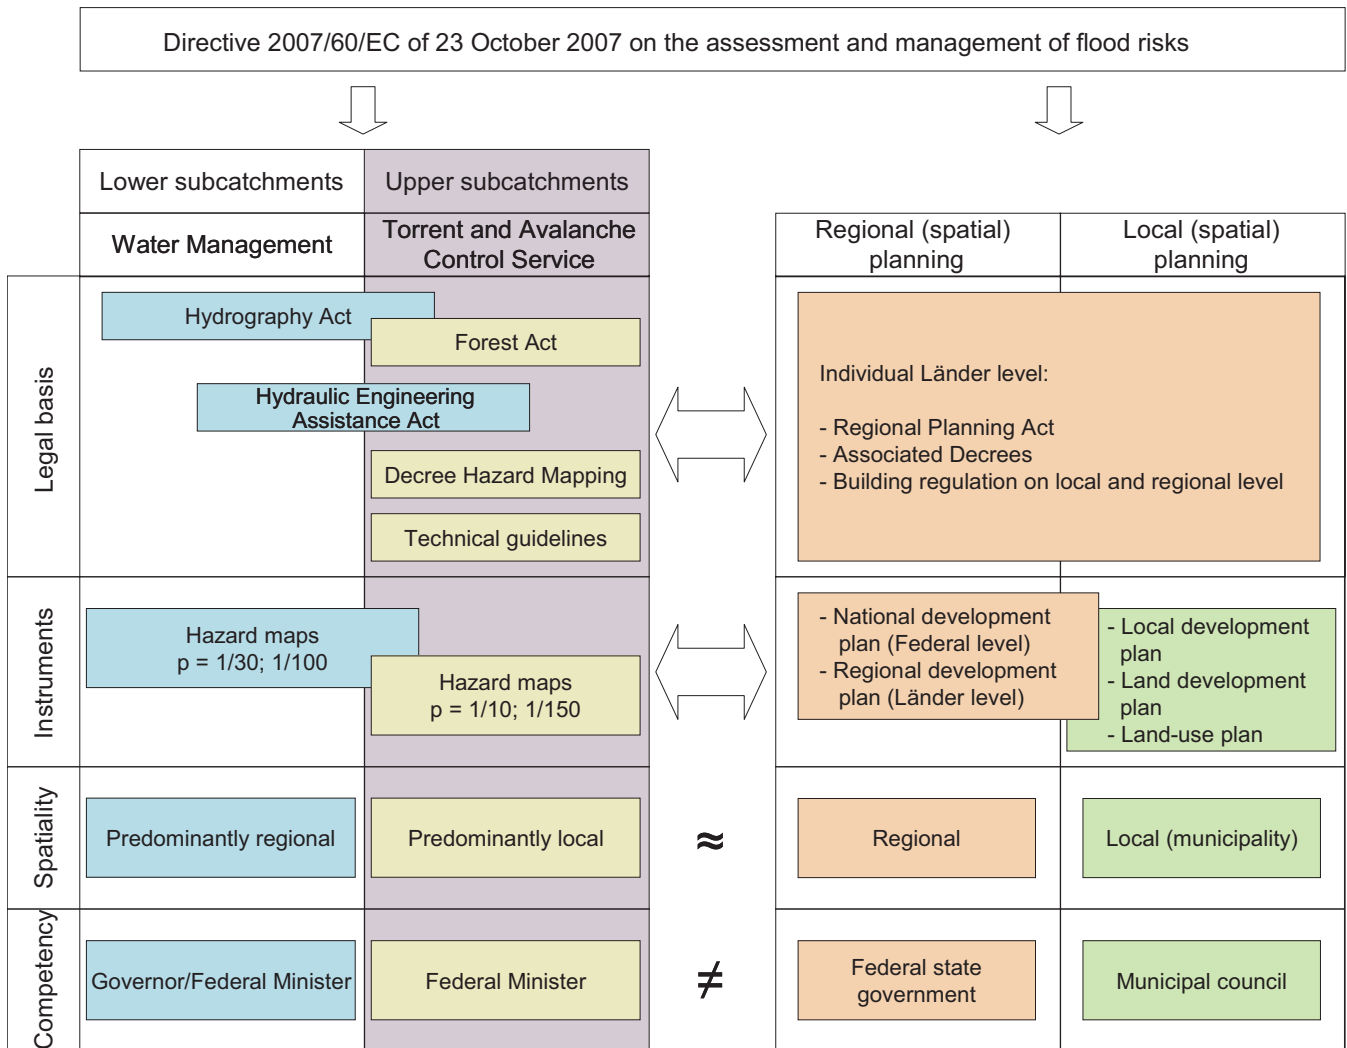 Directive 2007/60/EC of 23 October 2007 on the assessment and management of flood risks
Lower subcatchments
Upper subcatchments
Water Management
Torrent and Avalanche
Control Service
Regional (spatial)
planning
Local (spatial)
planning
Legal basis
Hydrography Act
Forest Act
Hydraulic Engineering
Assistance Act
Decree Hazard Mapping
Technical guidelines
Individual Länder level:
- Regional Planning Act
- Associated Decrees
- Building regulation on local and regional level
Instruments
Hazard maps
p = 1/30; 1/100
Hazard maps
p = 1/10; 1/150
- National development
plan (Federal level)
- Regional development
plan (Länder level)
- Local development
plan
- Land development
plan
- Land-use plan
Spatiality
Predominantly regional
Predominantly local
≈
Regional
Local (municipality)
Competency
Governor/Federal Minister
Federal Minister
≠
Federal state
government
Municipal council